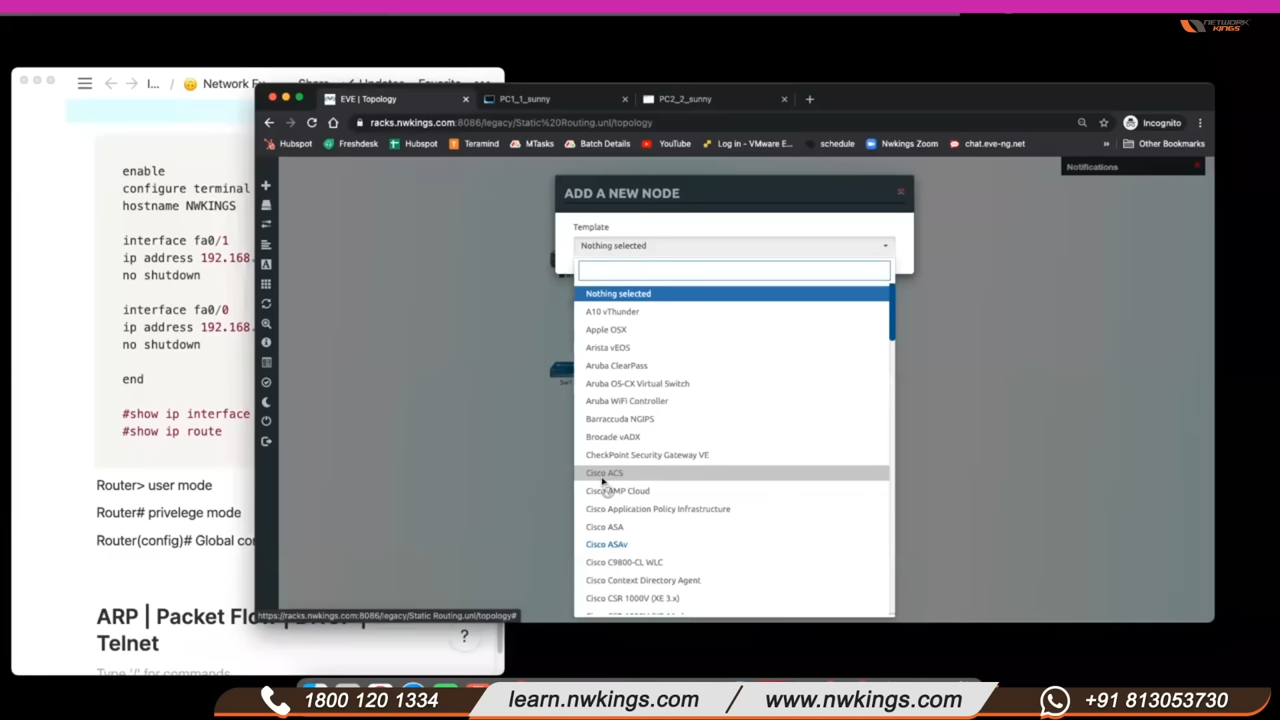 NETWORK
KINGS
I... / Network
Share
Updates
Favorite
enable
configure terminal
hostname NWKINGS
interface fa0/1
ip address 192.168.
no shutdown
interface fa0/0
ip address 192.168.
no shutdown
end
#show ip interface
#show ip route
Router> user mode
Router# privelege mode
Router(config)# Global
ARP | Packet
Telnet
Type '/' for commands
?
EVE | Topology
PC1_1_sunny
PC2_2_sunny
racks.nwkings.com:8086/legacy/Static%20Routing.unl/topology
Incognito
Hubspot
Freshdesk
Hubspot
Teramind
MTasks
Batch Details
YouTube
Log in - VMware E...
schedule
Nwkings Zoom
chat.eve-ng.net
»
Other Bookmarks
Notifications
ADD A NEW NODE
Template
Nothing selected
Nothing selected
A10 vThunder
Apple OSX
Arista vEOS
Aruba ClearPass
Aruba OS-CX Virtual Switch
Aruba WiFi Controller
Barracuda NGIPS
Brocade vADX
CheckPoint Security Gateway VE
Cisco ACS
Cisco AMP Cloud
Cisco Application Policy Infrastructure
Cisco ASA
Cisco ASAv
Cisco C9800-CL WLC
Cisco Context Directory Agent
Cisco CSR 1000V (XE 3.x)
https://racks.nwkings.com:8086/legacy/Static Routing.unl/topology#
1800 120 1334
learn.nwkings.com / www.nwkings.com
+91 813053730